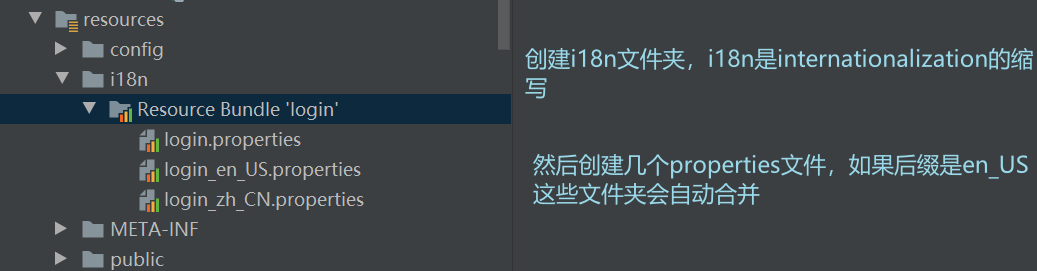 resources
config
i18n
Resource Bundle 'login'
login.properties
login_en_US.properties
login_zh_CN.properties
META-INF
public
创建i18n文件夹，i18n是internationalization的缩
写
然后创建几个properties文件，如果后缀是en_US
这些文件夹会自动合并